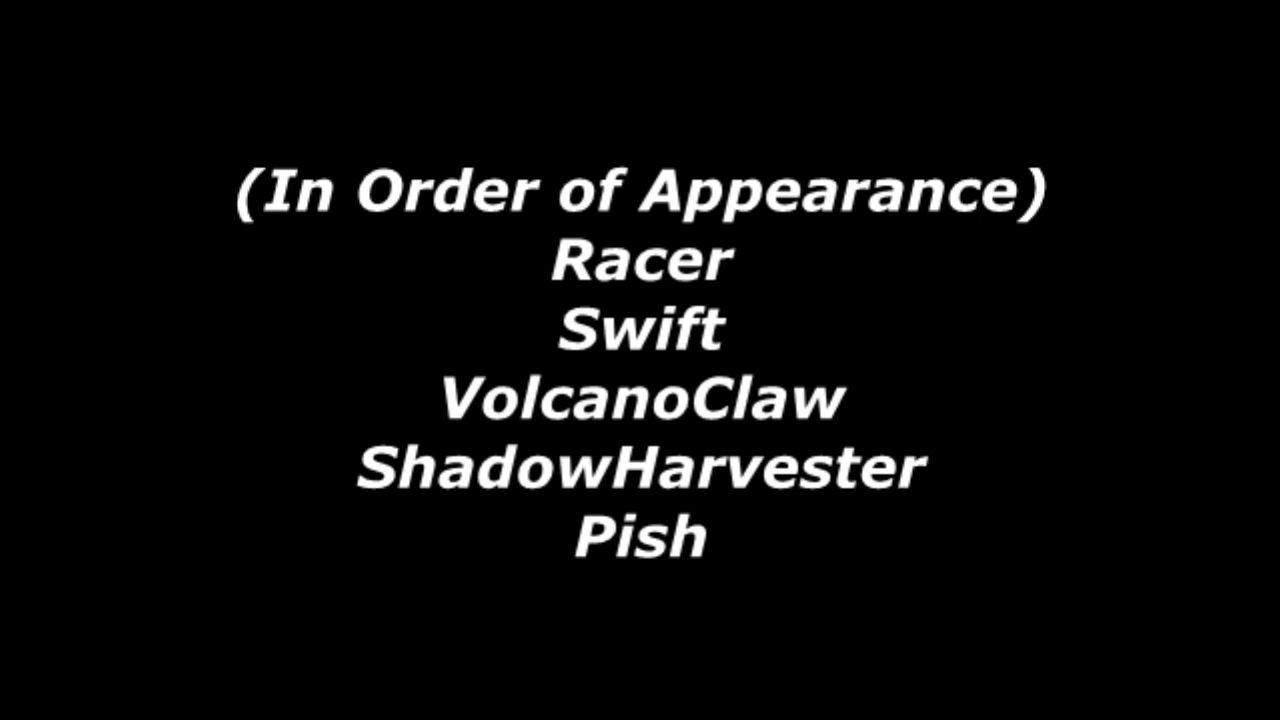 (In Order of Appearance)
Racer
Swift
VolcanoClaw
ShadowHarvester
Pish